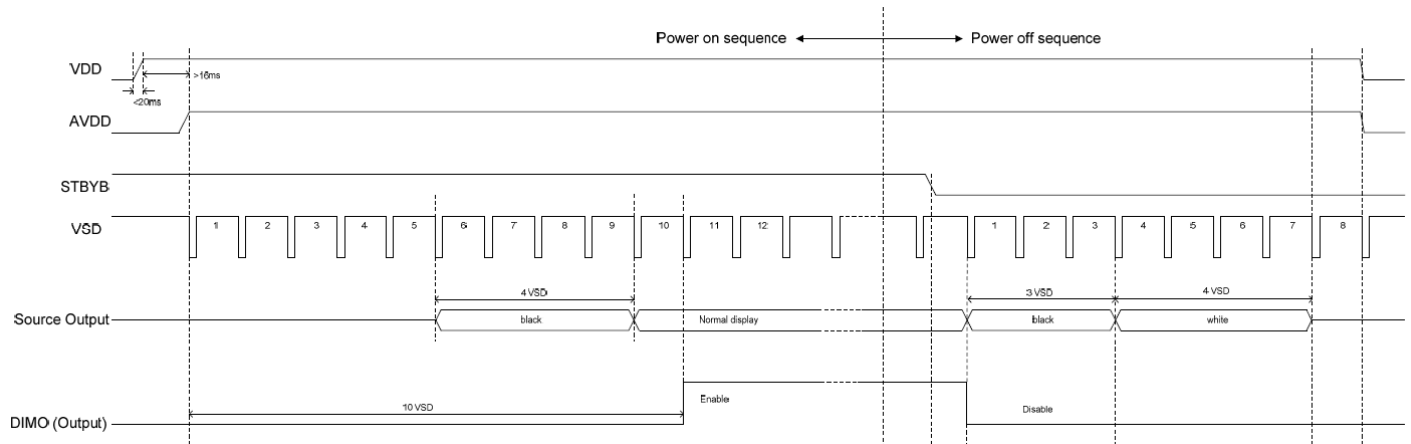 Power on sequence Power off sequence
VDD
>16ms
<20ms
AVDD
STBYB
VSD 1 2 3 4 5 6 7 8 9 10 11 12 1 2 3 4 5 6 7 8
4 VSD 3 VSD 4 VSD
Source Output black Normal display black white
Enable
10 VSD Disable
DIMO (Output)